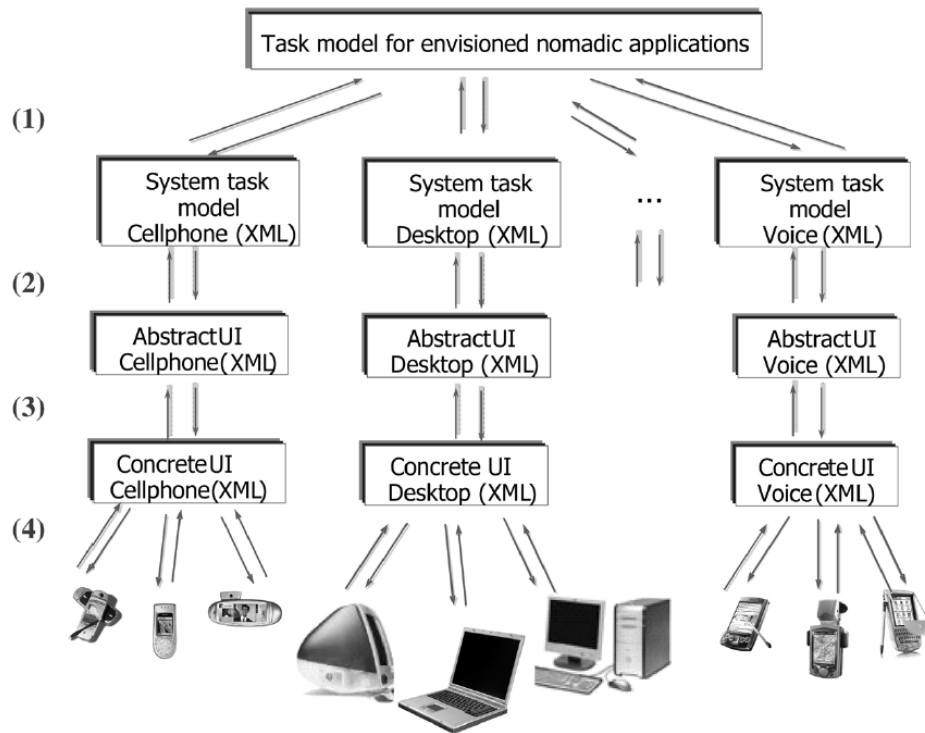 Task model for envisioned nomadic applications
(1)
System task
model
Cellphone (XML)
System task
model
Desktop (XML)
...
System task
model
Voice (XML)
(2)
AbstractUI
Cellphone(XML)
AbstractUI
Desktop (XML)
AbstractUI
Voice (XML)
(3)
ConcreteUI
Cellphone(XML)
Concrete UI
Desktop (XML)
ConcreteUI
Voice (XML)
(4)